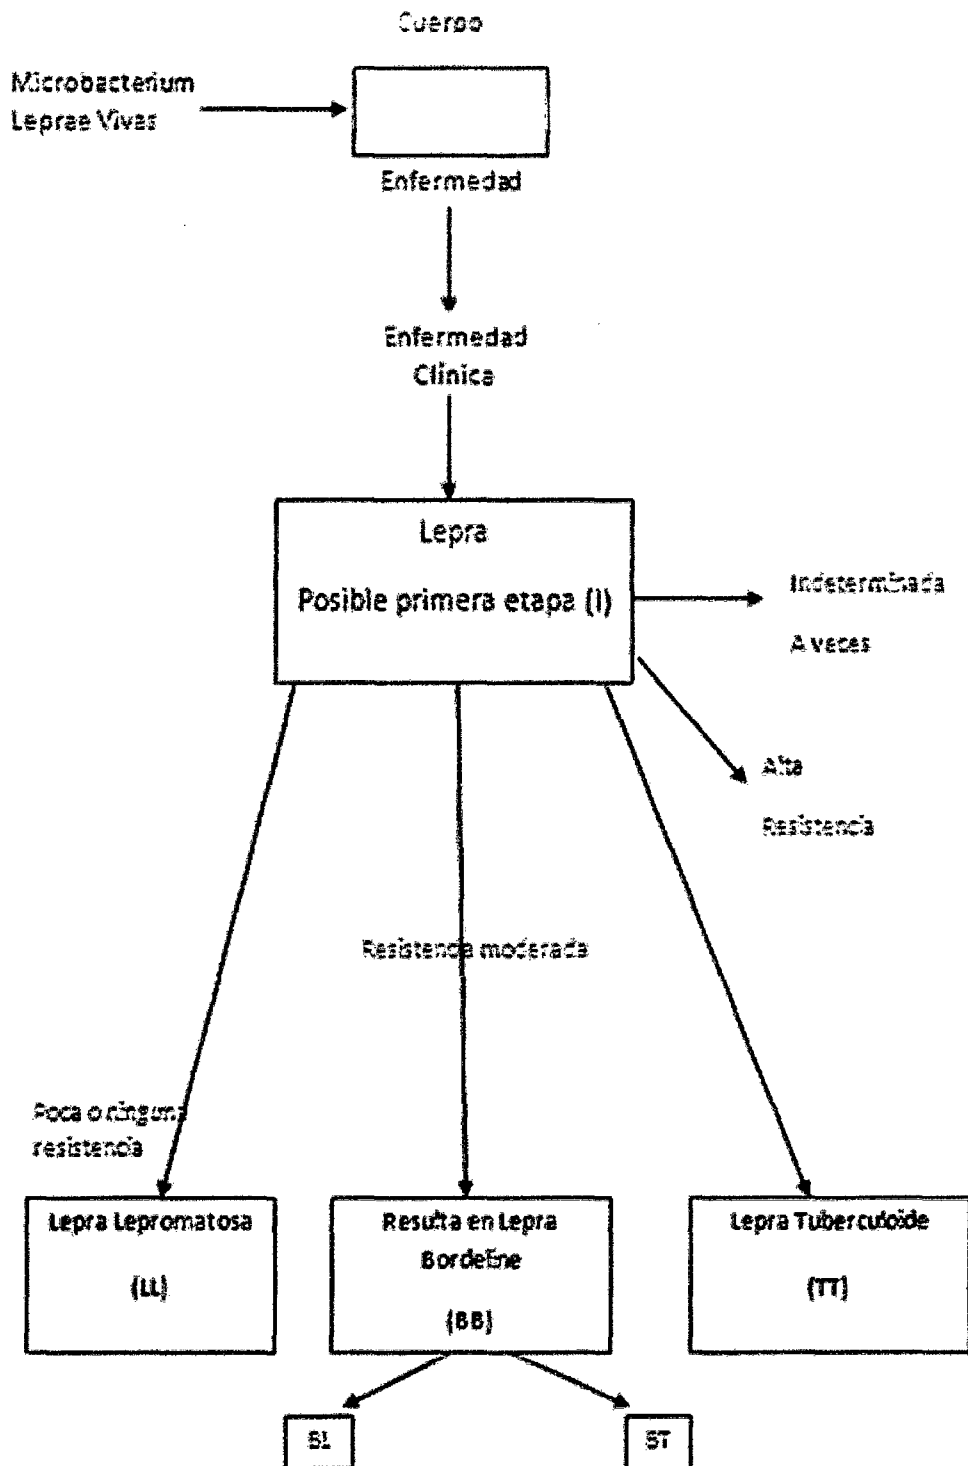 Cuerpo
Microbacterium
Leprae Vivas
Enfermedad
Enfermedad
Clínica
Lepra
Posible primera etapa (I)
Indeterminada
A veces
Alta
Resistencia
Resistencia moderada
Poca o ninguna
resistencia
Lepra Lepromatosa
(LL)
Resulta en Lepra
Bordeline
(BB)
Lepra Tuberculoide
(TT)
BL
BT